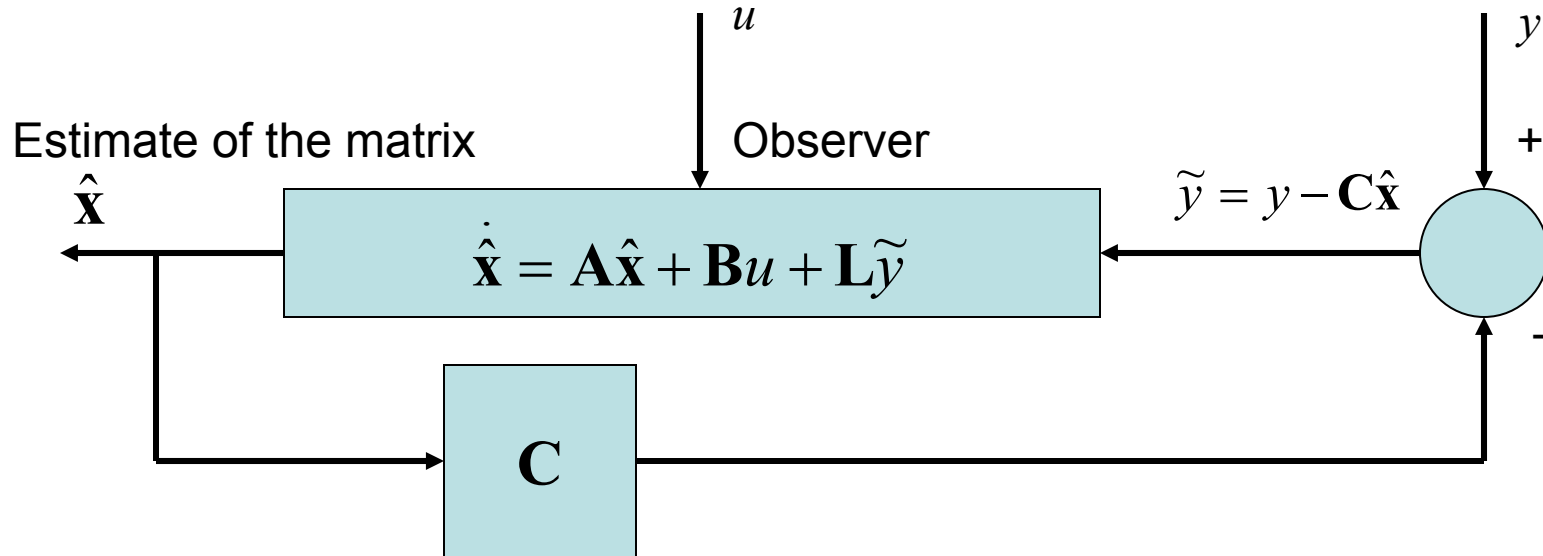 u
y
Estimate of the matrix
Observer
+
x̂
ỹ = y − Cx̂
x̂̇ = Ax̂ + Bu + Lỹ
-
C